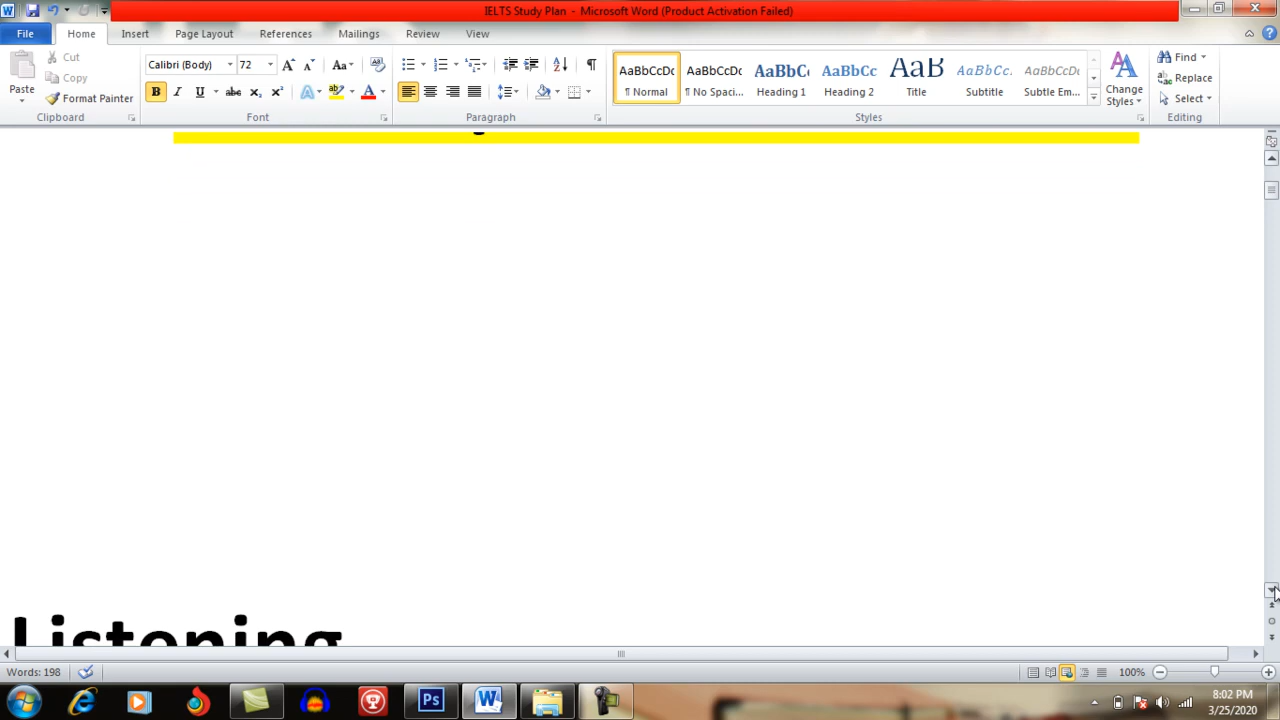 IELTS Study Plan - Microsoft Word (Product Activation Failed)
File Home Insert Page Layout References Mailings Review View
Paste
Cut
Copy
Format Painter
Clipboard
Calibri (Body) 72
Font
Paragraph
AaBbCcDc AaBbCcDc AaBbCc AaBbCc AaB AaBbCc. AaBbCcDc
¶ Normal ¶ No Spaci... Heading 1 Heading 2 Title Subtitle Subtle Em...
Change Styles
Styles
Find
Replace
Select
Editing
Listening
Words: 198
100%
Ps
8:02 PM
3/25/2020